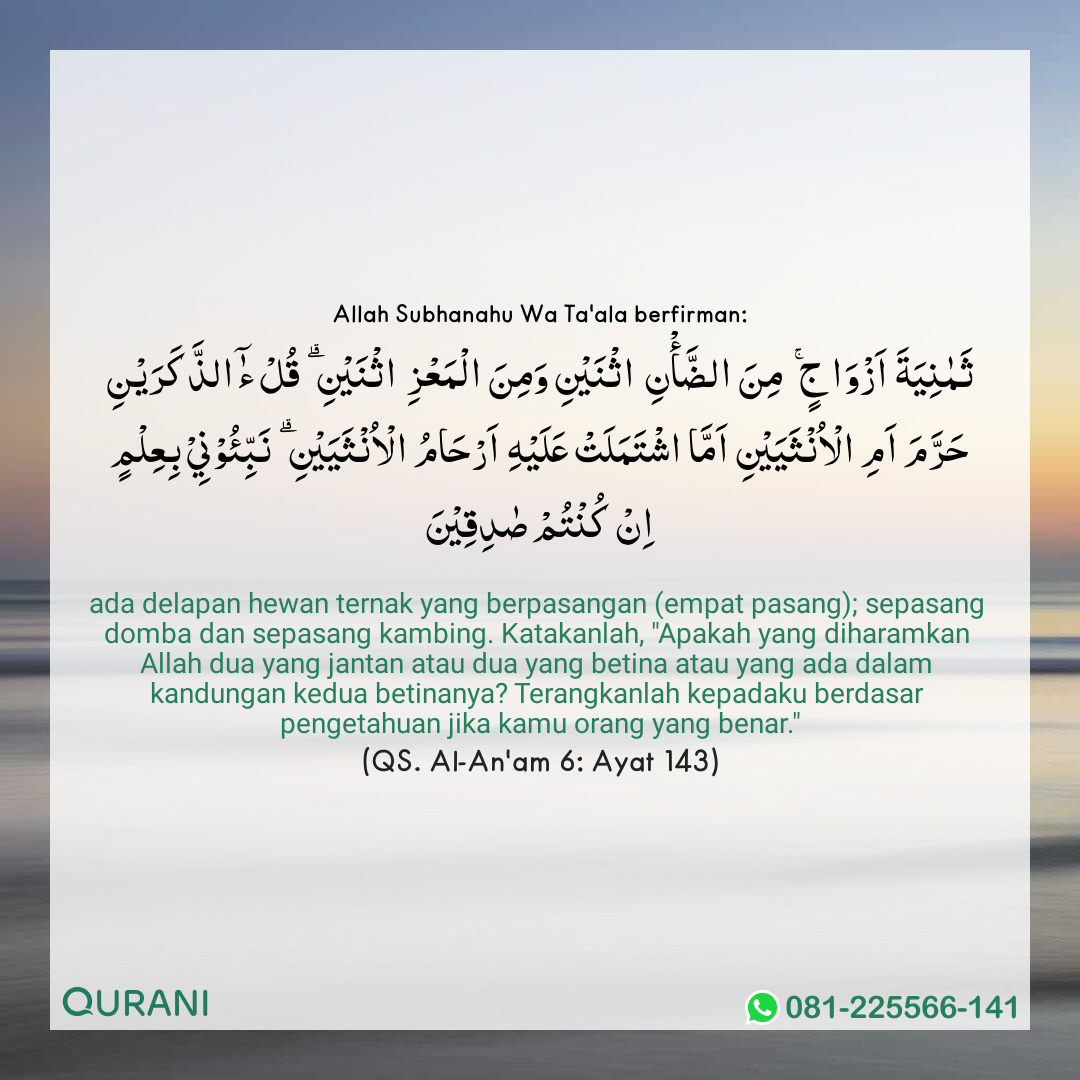 Allah Subhanahu Wa Ta'ala berfirman:
ثَمٰنِيَةَ اَزْوَا جٍ ۚ مِنَ الضَّأْنِ اثْنَيْنِ وَمِنَ الْمَعْزِ اثْنَيْنِ ۗ قُلْ ءٰٓالذَّكَرَيْنِ
حَرَّمَ اَمِ الْاُنْثَيَيْنِ اَمَّا اشْتَمَلَتْ عَلَيْهِ اَرْحَامُ الْاُنْثَيَيْنِ ۗ نَـبِّـئُوْنِيْ بِعِلْمٍ
اِنْ كُنْتُمْ صٰدِقِيْنَ
ada delapan hewan ternak yang berpasangan (empat pasang); sepasang
domba dan sepasang kambing. Katakanlah, "Apakah yang diharamkan
Allah dua yang jantan atau dua yang betina atau yang ada dalam
kandungan kedua betinanya? Terangkanlah kepadaku berdasar
pengetahuan jika kamu orang yang benar."
(QS. Al-An'am 6: Ayat 143)
QURANI
081-225566-141